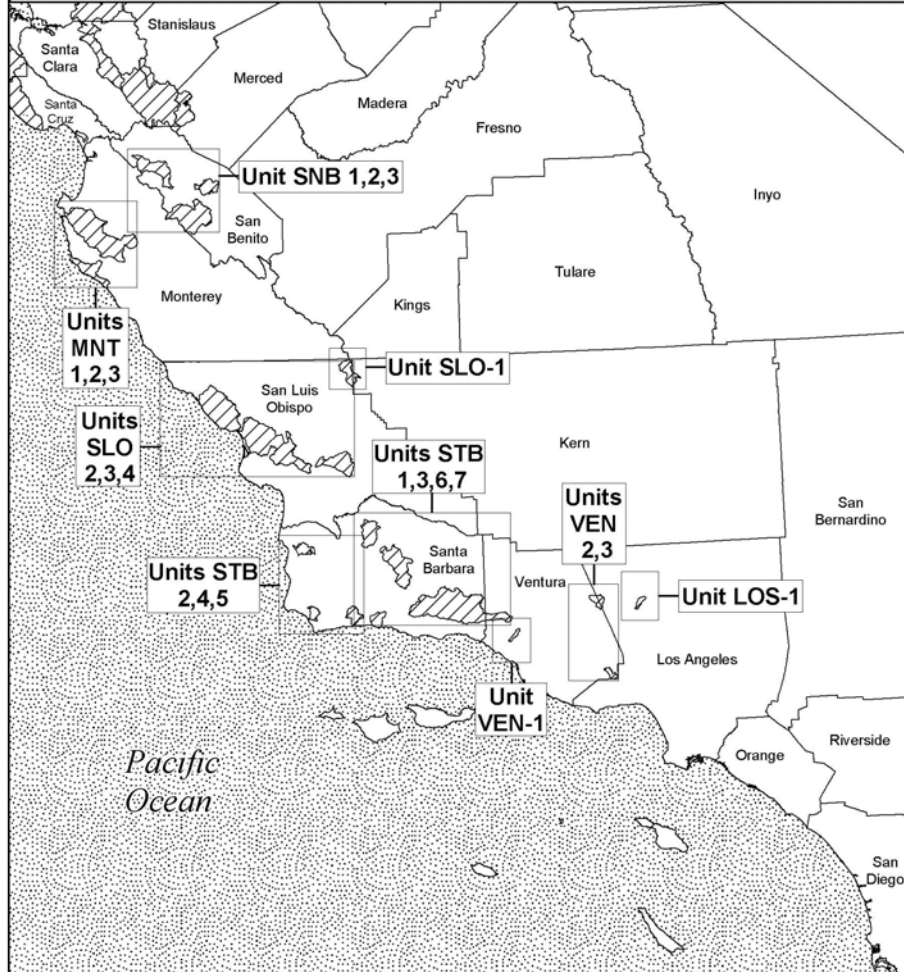 Stanislaus
Santa
Clara
Merced
Madera
Santa
Cruz
Fresno
Unit SNB 1,2,3
Inyo
San
Benito
Tulare
Monterey
Kings
Units
MNT
1,2,3
Unit SLO-1
San Luis
Obispo
Units
SLO
2,3,4
Kern
Units STB
1,3,6,7
Units
VEN
2,3
San
Bernardino
Santa
Barbara
Ventura
Units STB
2,4,5
Unit LOS-1
Los Angeles
Unit
VEN-1
Pacific
Ocean
Orange
Riverside
San
Diego